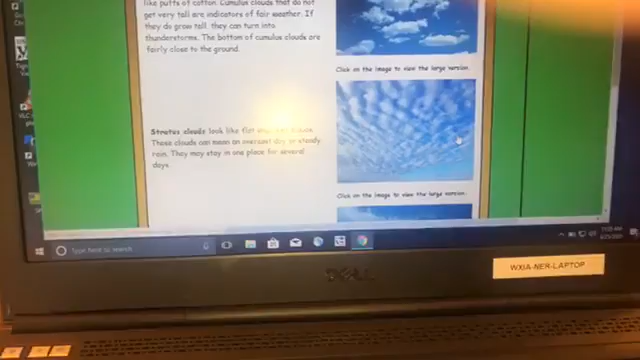 like puffs of cotton. Cumulus clouds that do not
get very tall are indicators of fair weather. If
they do grow tall, they can turn into
thunderstorms. The bottom of cumulus clouds are
fairly close to the ground.
Click on the image to view the large version.
Stratus clouds look like flat
These clouds can mean an overcast day or steady
rain. They may stay in one place for several
days.
Click on the image to view the large version.
Type here to search
DELL
WXIA-NER-LAPTOP